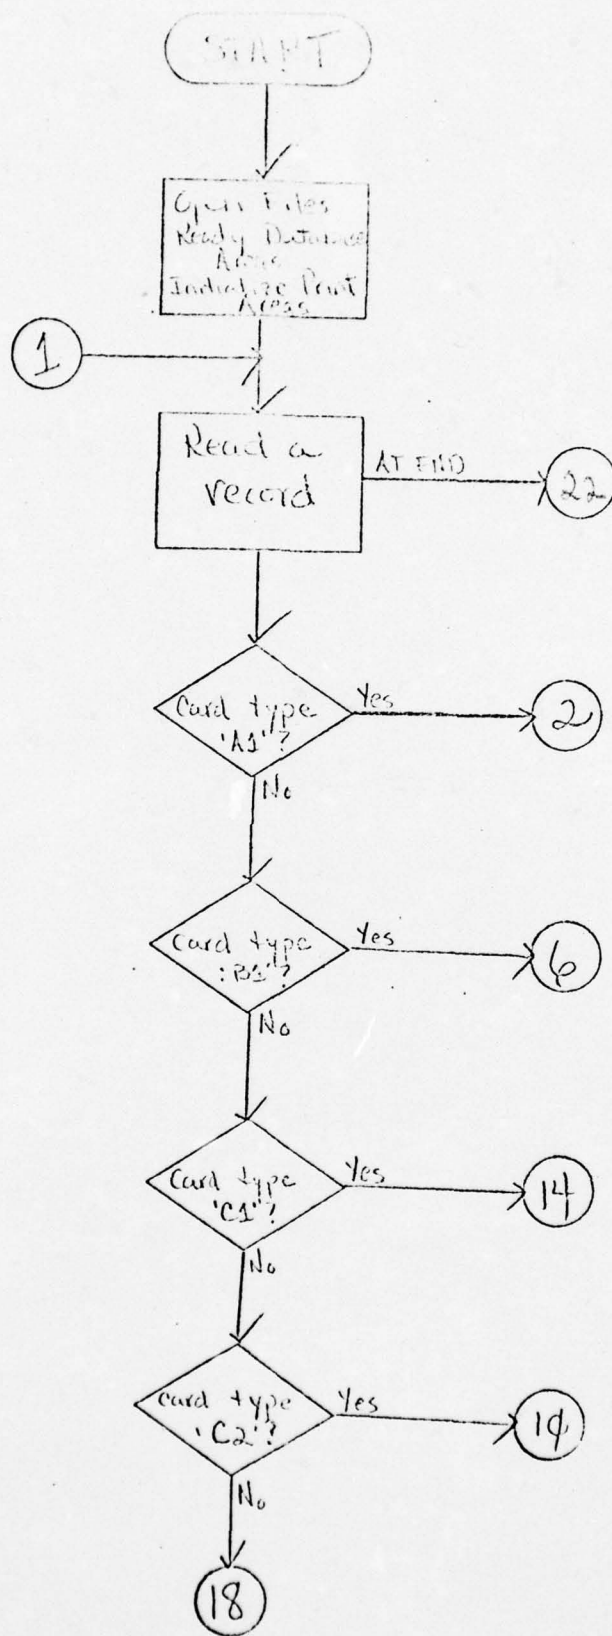 START
Open Files
Ready Database
Areas
Initialize Print
Areas
1
Read a
record
AT END
22
Card type
'A1'?
Yes
2
No
Card type
'B1'?
Yes
6
No
Card type
'C1'?
Yes
14
No
Card type
'C2'?
Yes
No
18